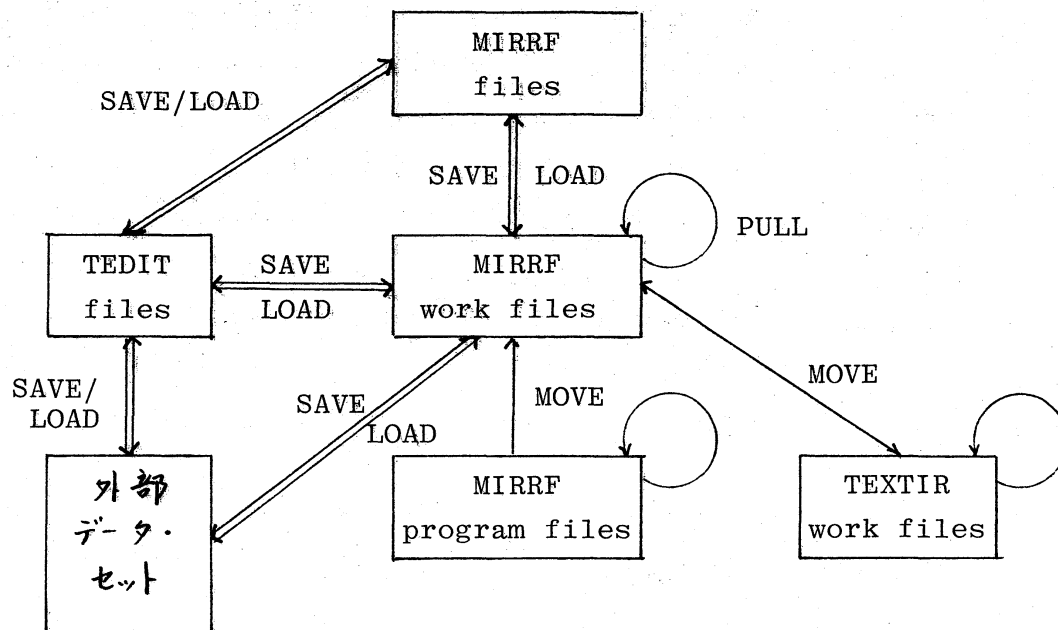 MIRRF
files
SAVE/LOAD
SAVE LOAD
PULL
TEDIT
files
SAVE
LOAD
MIRRF
work files
SAVE/
LOAD
SAVE
LOAD
MOVE
MOVE
外部
データ・
セット
MIRRF
program files
TEXTIR
work files